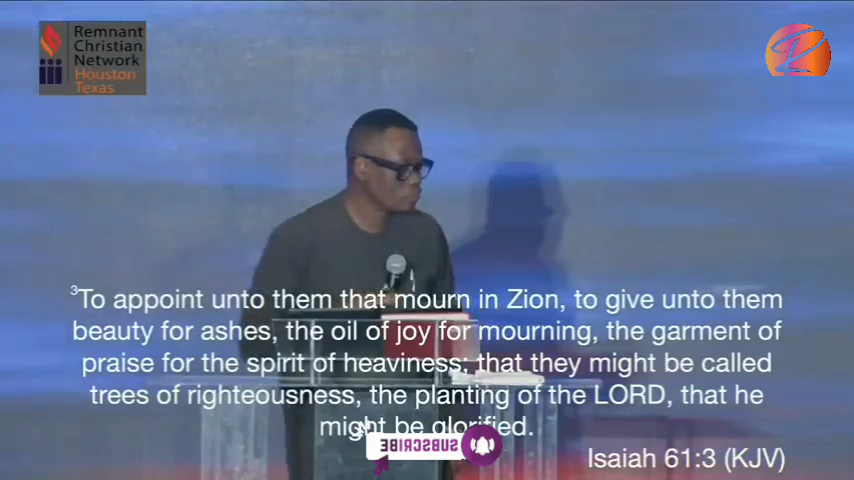 Remnant
Christian
Network
Houston
Texas
3To appoint unto them that mourn in Zion, to give unto them
beauty for ashes, the oil of joy for mourning, the garment of
praise for the spirit of heaviness; that they might be called
trees of righteousness, the planting of the LORD, that he
might be glorified.
SUBSCRIBE
Isaiah 61:3 (KJV)